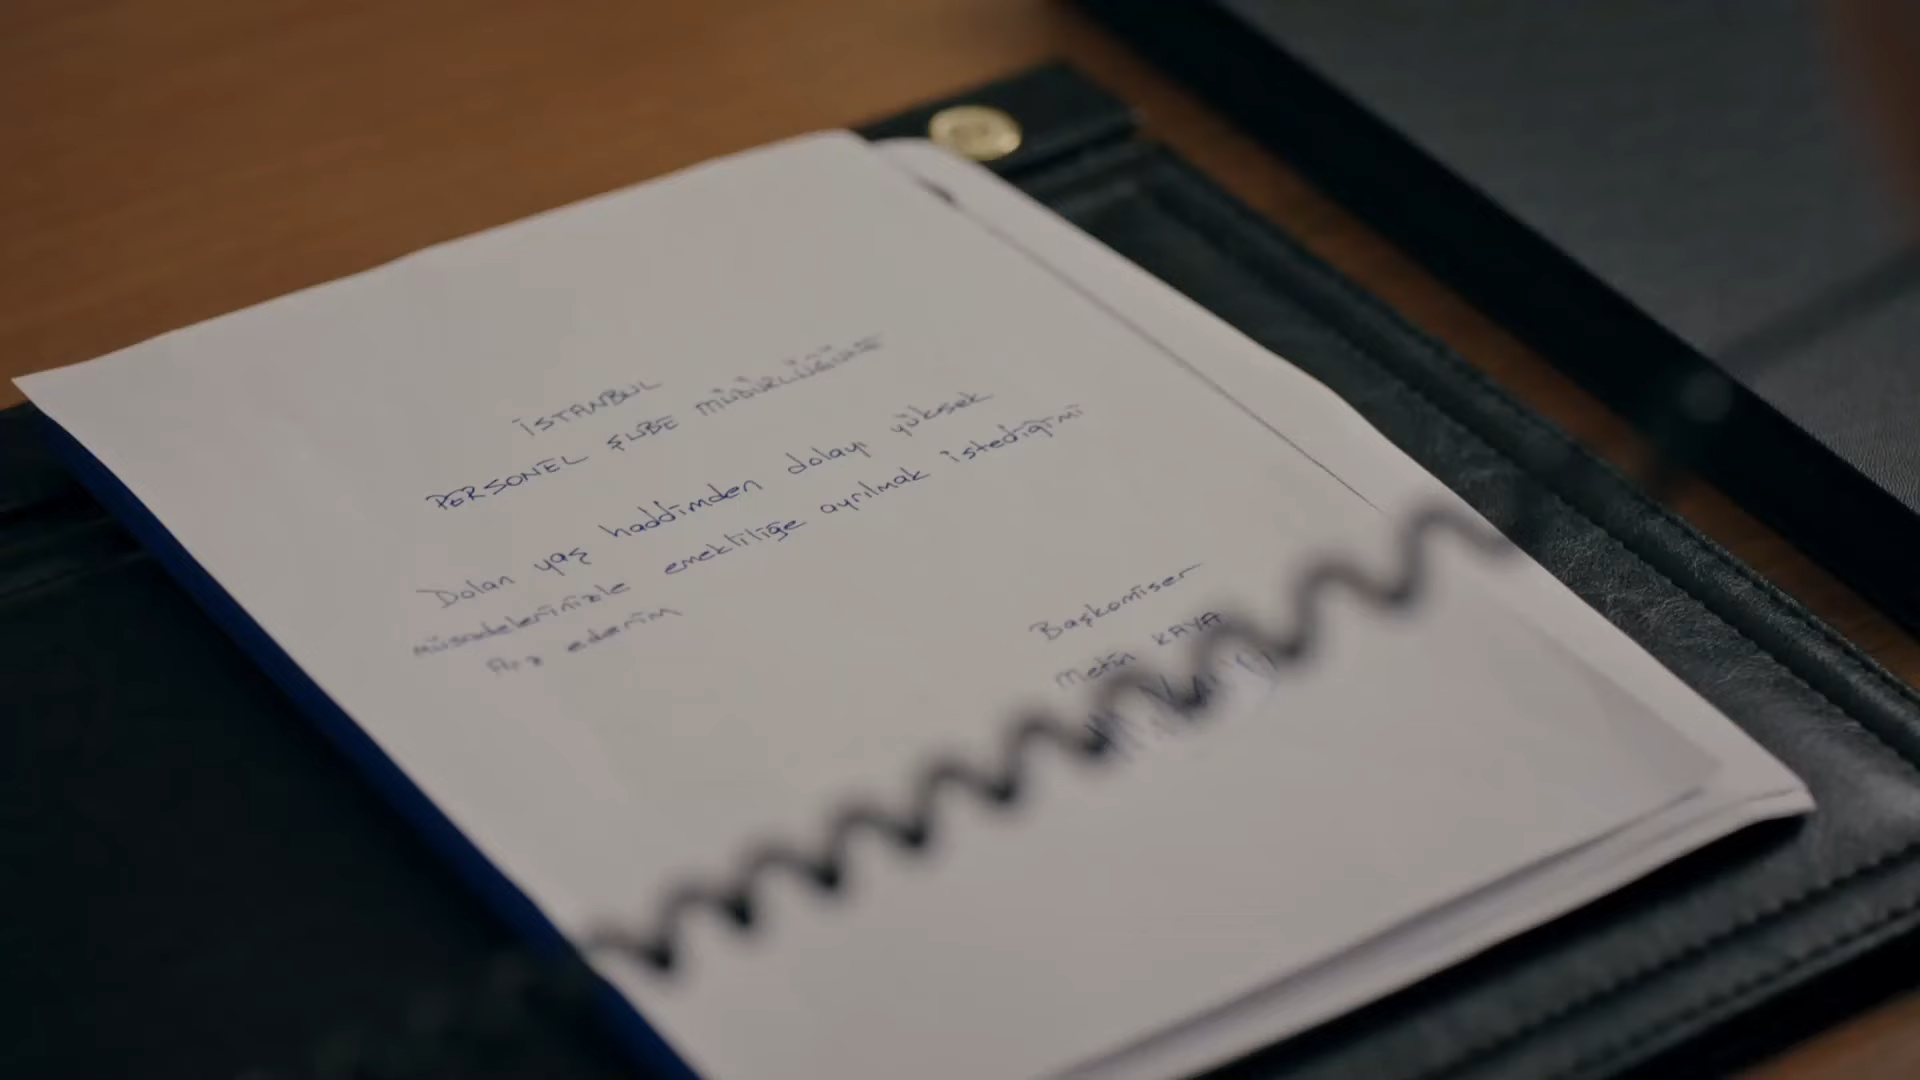 İSTANBUL
PERSONEL ŞUBE MÜDÜRLÜĞÜNE
Dolan yaş haddimden dolayı yüksek
müsadelerinizle emekliliğe ayrılmak istediğimi
Arz ederim
Başkomiser
Metin KAYA